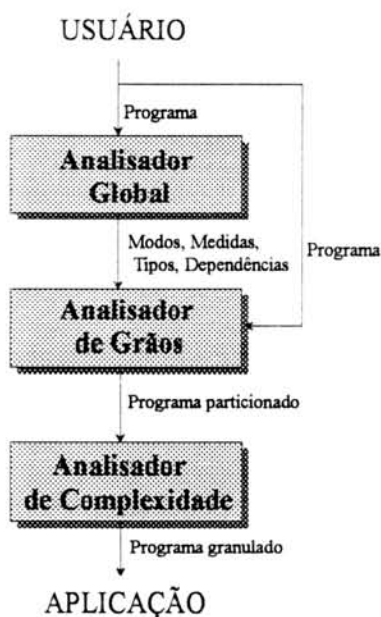 USUÁRIO
Programa
Analisador
Global
Modos, Medidas,
Tipos, Dependências
Programa
Analisador
de Grãos
Programa particionado
Analisador
de Complexidade
Programa granulado
APLICAÇÃO